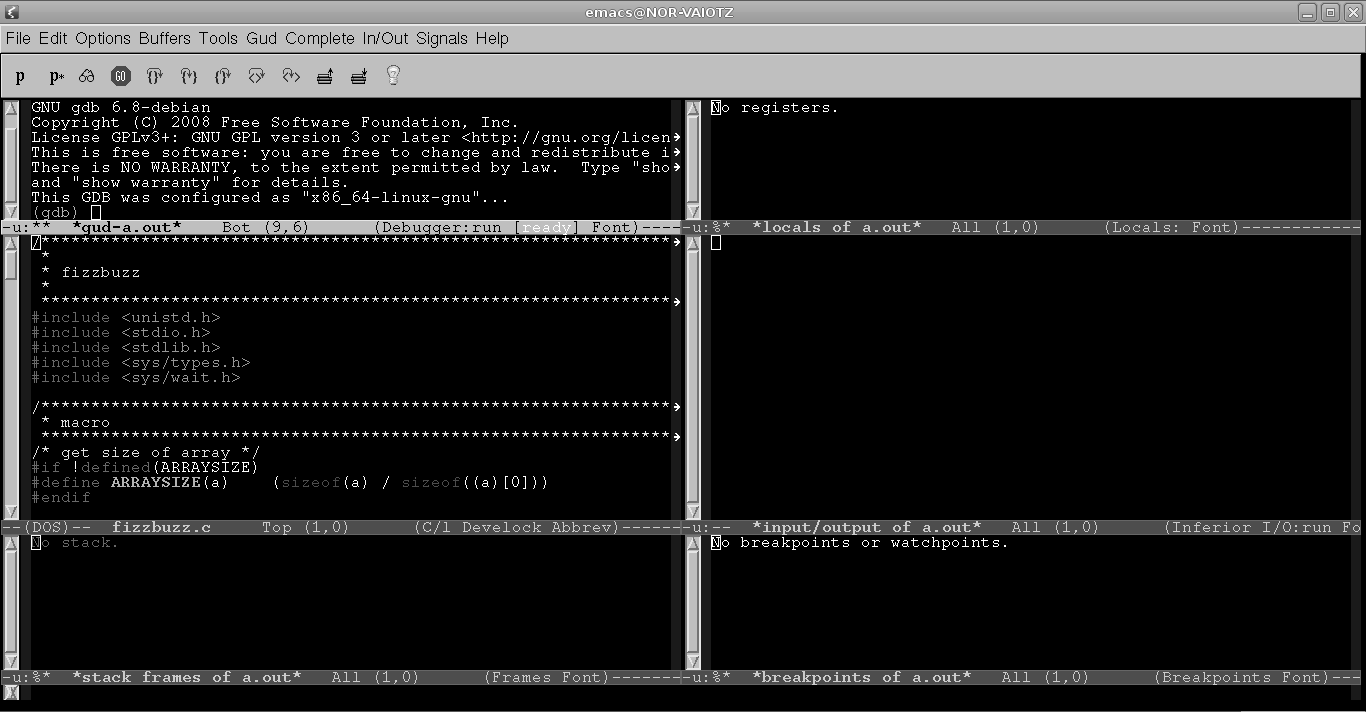 emacs@NOR-VAIOTZ
File Edit Options Buffers Tools Gud Complete In/Out Signals Help
p p* GO
GNU gdb 6.8-debian
Copyright (C) 2008 Free Software Foundation, Inc.
License GPLv3+: GNU GPL version 3 or later <http://gnu.org/licen
This is free software: you are free to change and redistribute i
There is NO WARRANTY, to the extent permitted by law.  Type "sho
and "show warranty" for details.
This GDB was configured as "x86_64-linux-gnu"...
(gdb)
-u:**  *gud-a.out*    Bot (9,6)      (Debugger:run [ready] Font)----
No registers.
-u:%*  *locals of a.out*   All (1,0)      (Locals: Font)------------
/***************************************************************
 *
 * fizzbuzz
 *
 ***************************************************************
#include <unistd.h>
#include <stdio.h>
#include <stdlib.h>
#include <sys/types.h>
#include <sys/wait.h>
/***************************************************************
 * macro
 ***************************************************************
/* get size of array */
#if !defined(ARRAYSIZE)
#define ARRAYSIZE(a)    (sizeof(a) / sizeof((a)[0]))
#endif
--(DOS)--  fizzbuzz.c     Top (1,0)      (C/l Develock Abbrev)------
-u:--  *input/output of a.out*   All (1,0)      (Inferior I/O:run Fo
No stack.
-u:%*  *stack frames of a.out*   All (1,0)      (Frames Font)-------
No breakpoints or watchpoints.
-u:%*  *breakpoints of a.out*   All (1,0)      (Breakpoints Font)---